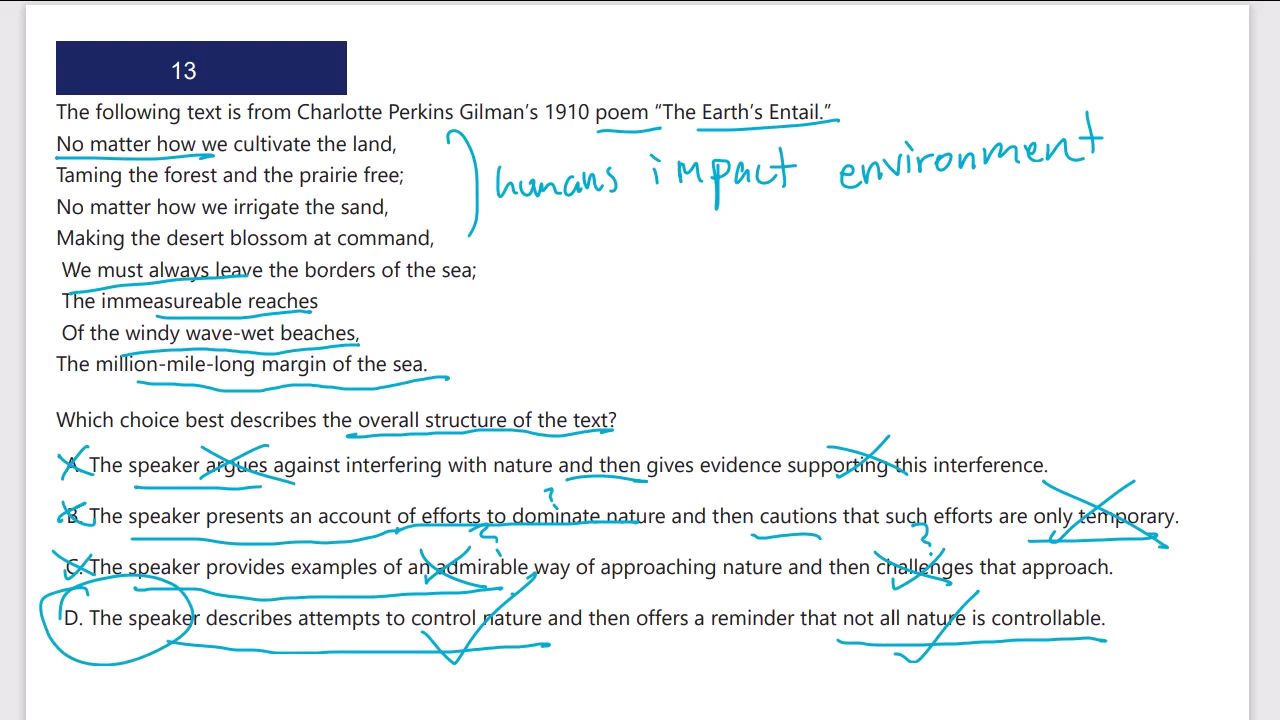 13
The following text is from Charlotte Perkins Gilman's 1910 poem "The Earth's Entail."
No matter how we cultivate the land,
Taming the forest and the prairie free;
No matter how we irrigate the sand,
Making the desert blossom at command,
We must always leave the borders of the sea;
The immeasureable reaches
Of the windy wave-wet beaches,
The million-mile-long margin of the sea.
humans impact environment
Which choice best describes the overall structure of the text?
A. The speaker argues against interfering with nature and then gives evidence supporting this interference.
?
B. The speaker presents an account of efforts to dominate nature and then cautions that such efforts are only temporary.
? ?
C. The speaker provides examples of an admirable way of approaching nature and then challenges that approach.
D. The speaker describes attempts to control nature and then offers a reminder that not all nature is controllable.